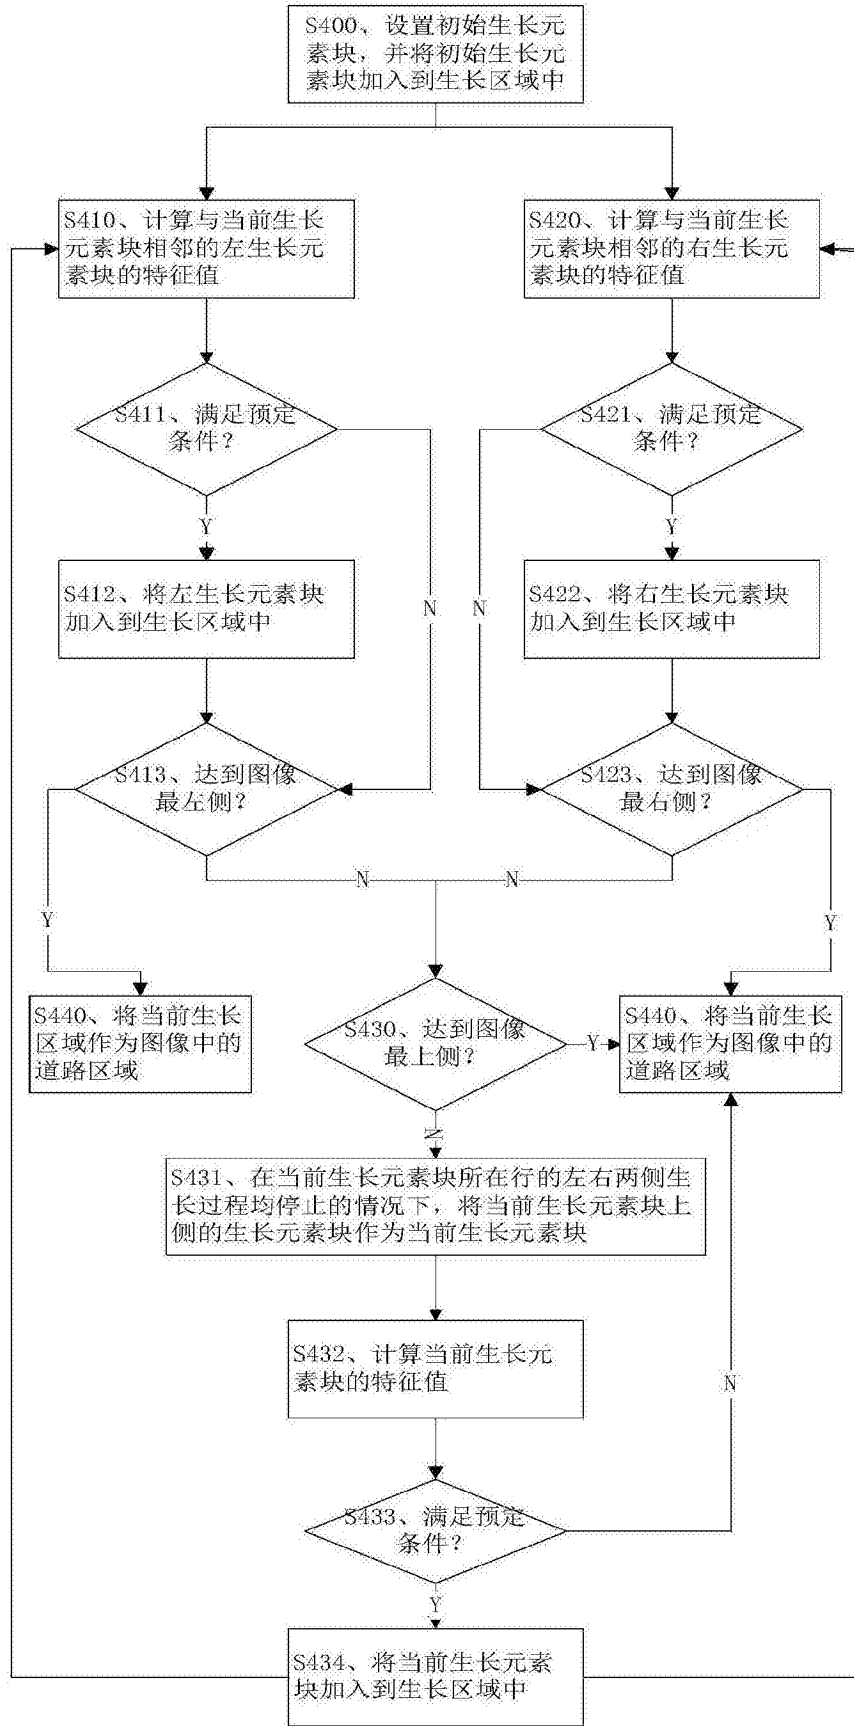 S400、设置初始生长元
素块，并将初始生长元
素块加入到生长区域中
S410、计算与当前生长
元素块相邻的左生长元
素块的特征值
S420、计算与当前生长
元素块相邻的右生长元
素块的特征值
S411、满足预定
条件？
S421、满足预定
条件？
Y
Y
S412、将左生长元素块
加入到生长区域中
N
N
S422、将右生长元素块
加入到生长区域中
S413、达到图像
最左侧？
S423、达到图像
最右侧？
N
N
Y
Y
S440、将当前生长
区域作为图像中的
道路区域
S430、达到图像
最上侧？
Y
S440、将当前生长
区域作为图像中的
道路区域
N
S431、在当前生长元素块所在行的左右两侧生
长过程均停止的情况下，将当前生长元素块上
侧的生长元素块作为当前生长元素块
S432、计算当前生长元
素块的特征值
N
S433、满足预定
条件？
Y
S434、将当前生长元素
块加入到生长区域中